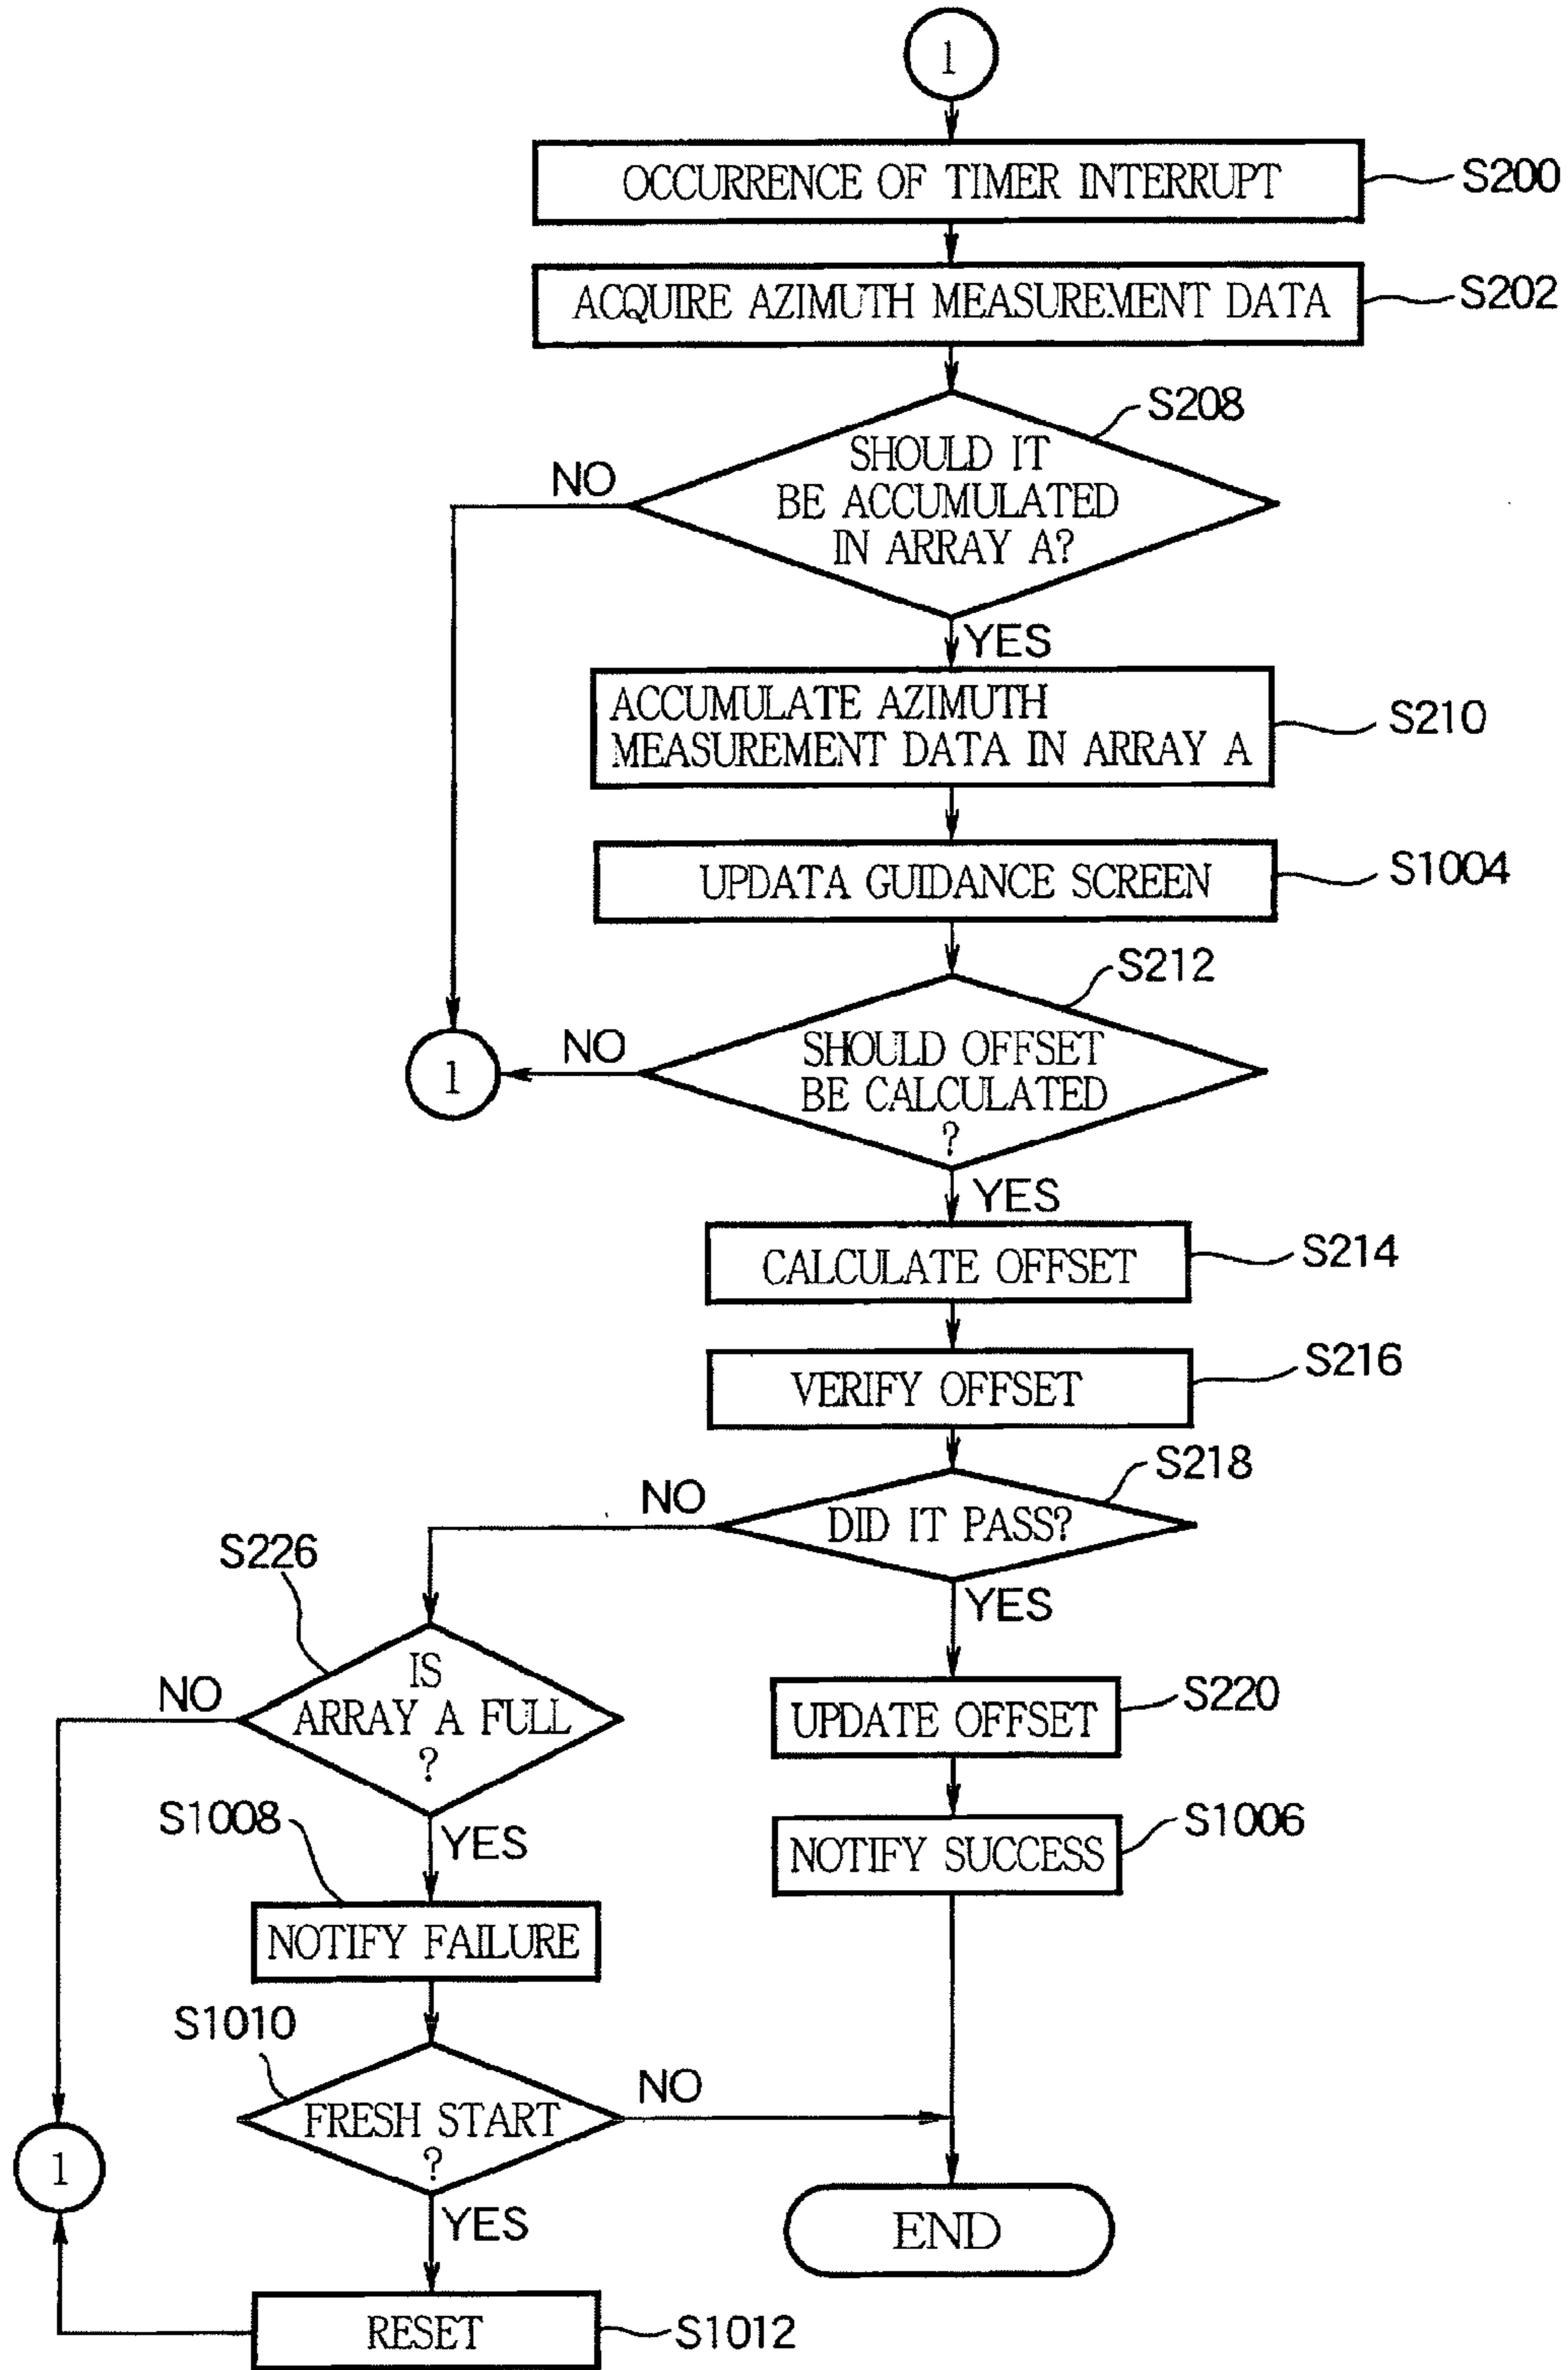 1
OCCURRENCE OF TIMER INTERRUPT
S200
ACQUIRE AZIMUTH MEASUREMENT DATA
S202
S208
SHOULD IT
BE ACCUMULATED
IN ARRAY A?
NO
YES
ACCUMULATE AZIMUTH
MEASUREMENT DATA IN ARRAY A
S210
UPDATA GUIDANCE SCREEN
S1004
S212
SHOULD OFFSET
BE CALCULATED
?
NO
1
YES
CALCULATE OFFSET
S214
VERIFY OFFSET
S216
S218
DID IT PASS?
NO
YES
S226
IS
ARRAY A FULL
?
NO
YES
UPDATE OFFSET
S220
S1008
NOTIFY FAILURE
NOTIFY SUCCESS
S1006
S1010
FRESH START
?
NO
1
YES
END
RESET
S1012